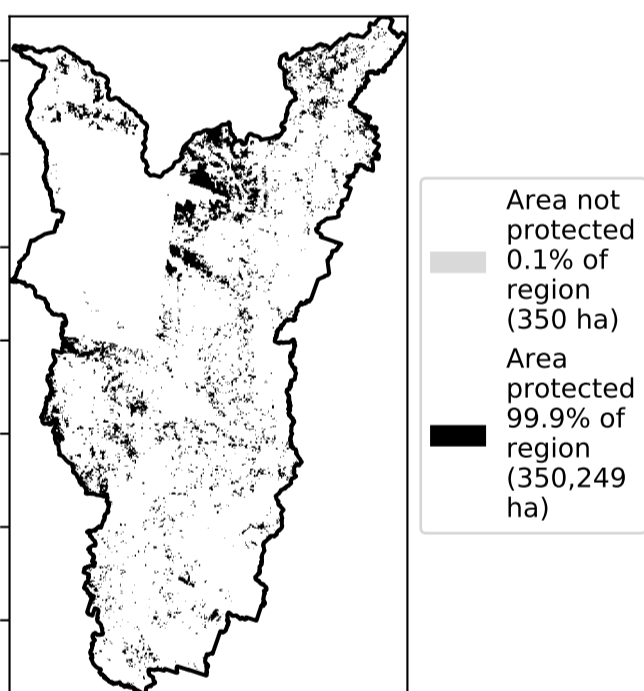 Area not
protected
0.1% of
region
(350 ha)
Area
protected
99.9% of
region
(350,249
ha)